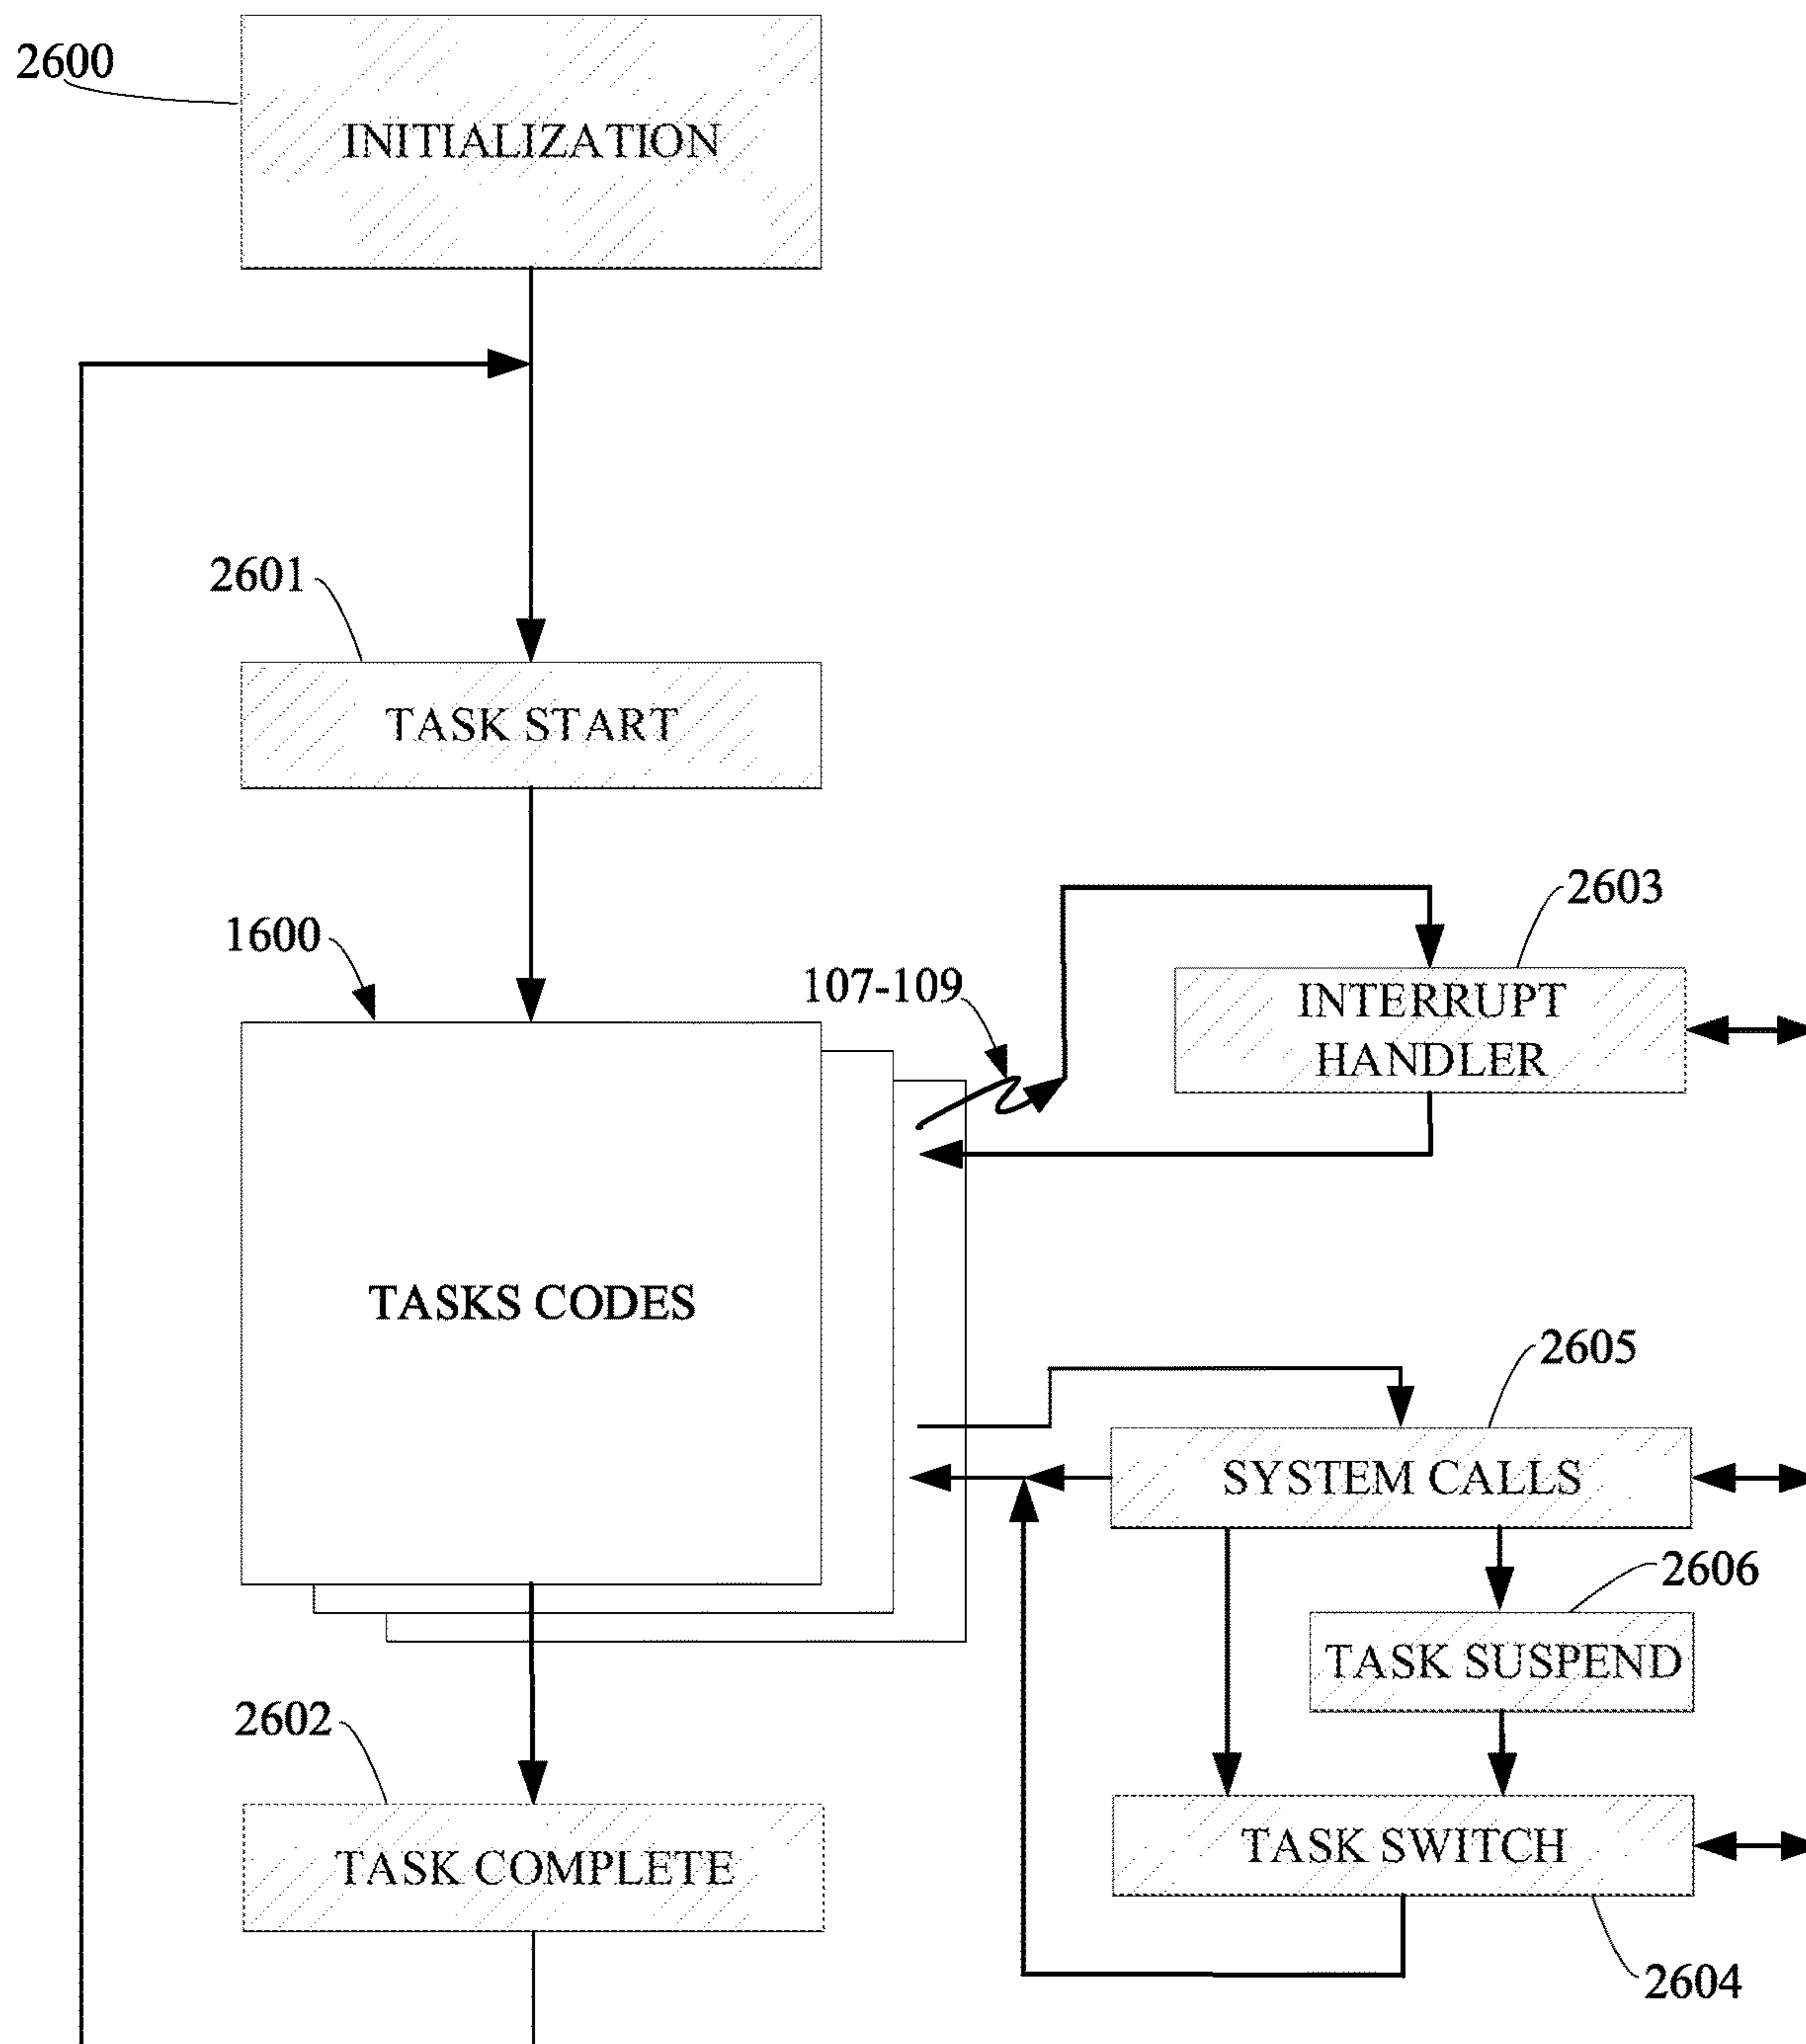 2600
INITIALIZATION
2601
TASK START
1600
107-109
2603
INTERRUPT
HANDLER
TASKS CODES
2605
SYSTEM CALLS
2606
TASK SUSPEND
2602
TASK COMPLETE
TASK SWITCH
2604